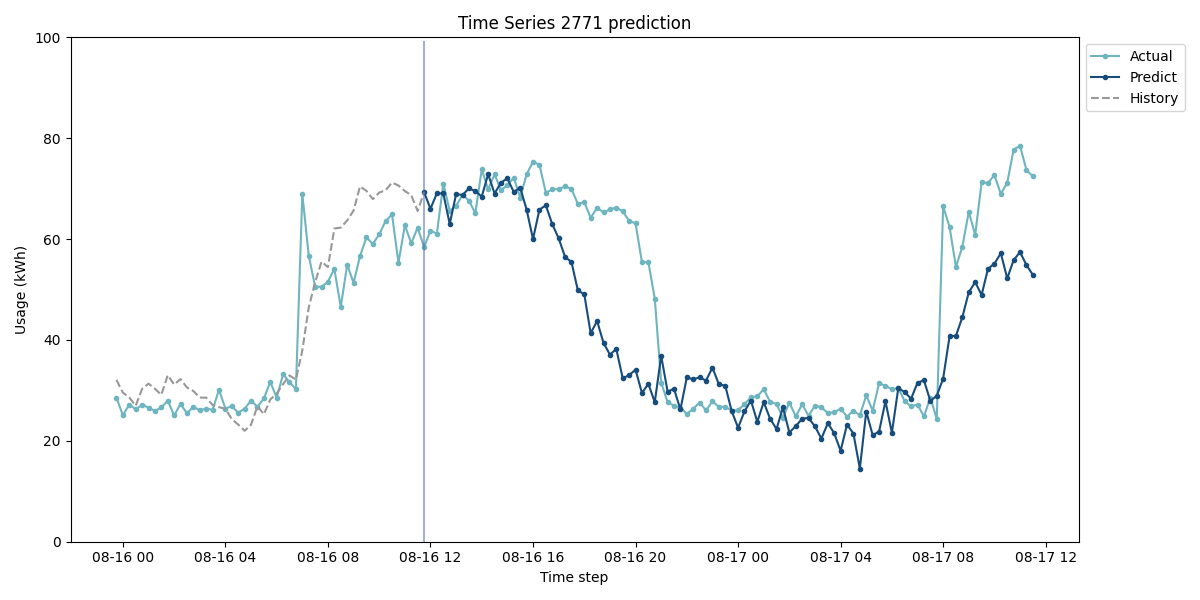 Time Series 2771 prediction
Usage (kWh)
100
80
60
40
20
0
08-16 00
08-16 04
08-16 08
08-16 12
08-16 16
08-16 20
08-17 00
08-17 04
08-17 08
08-17 12
Time step
Actual
Predict
History